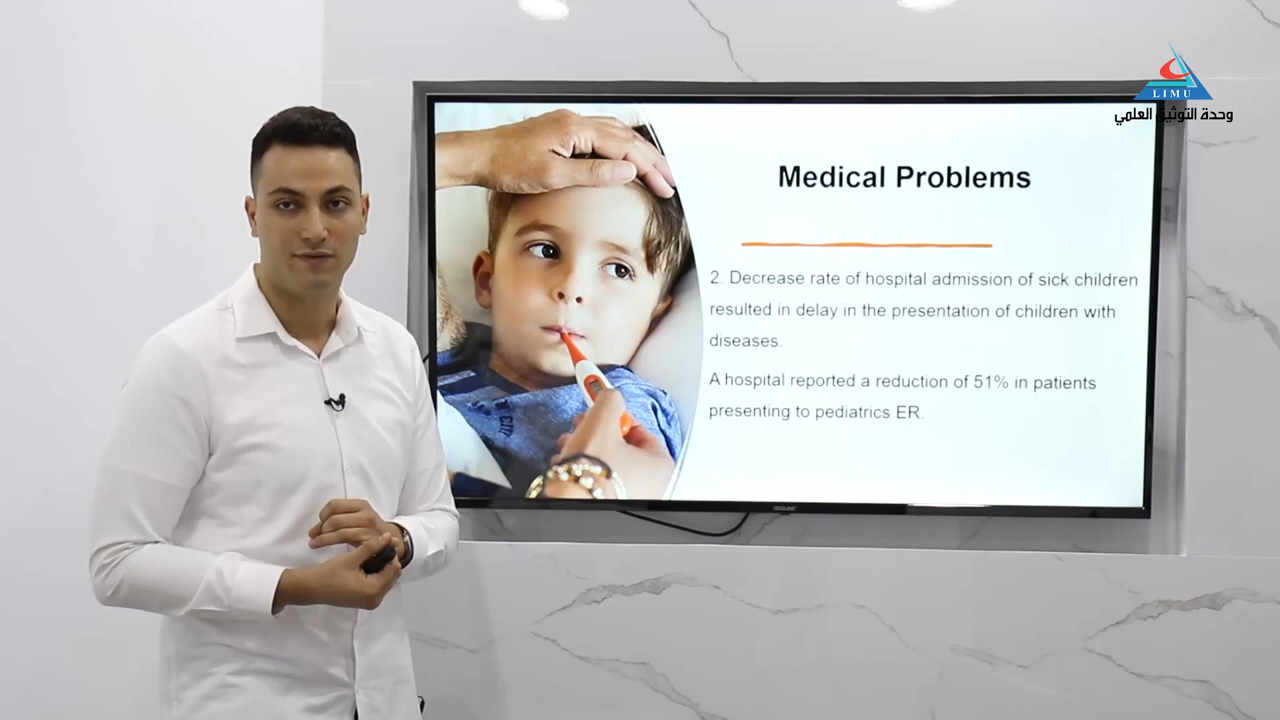 LIMU
وحدة التوثيق العلمي
Medical Problems
2. Decrease rate of hospital admission of sick children
resulted in delay in the presentation of children with
diseases.
A hospital reported a reduction of 51% in patients
presenting to pediatrics ER.